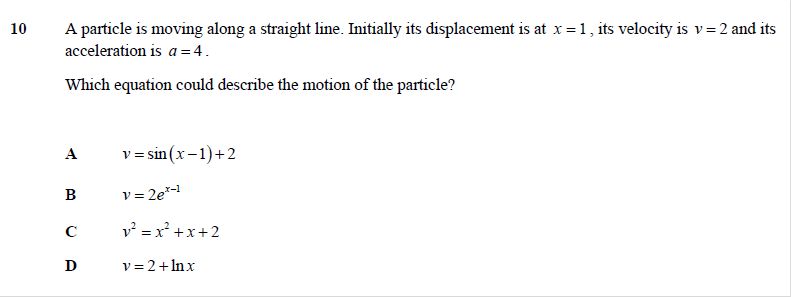 10 A particle is moving along a straight line. Initially its displacement is at x = 1, its velocity is v = 2 and its
acceleration is a = 4.
Which equation could describe the motion of the particle?
A v = sin(x − 1) + 2
B v = 2e^{x−1}
C v² = x² + x + 2
D v = 2 + ln x